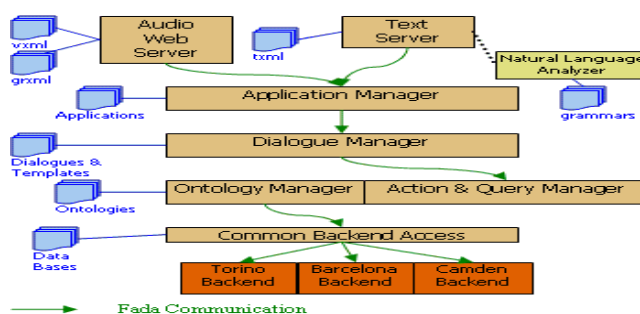 vxml
grxml
Audio
Web
Server
txml
Text
Server
Natural Language
Analyzer
grammars
Applications
Application Manager
Dialogues &
Templates
Dialogue Manager
Ontologies
Ontology Manager
Action & Query Manager
Data
Bases
Common Backend Access
Torino
Backend
Barcelona
Backend
Camden
Backend
Fada Communication